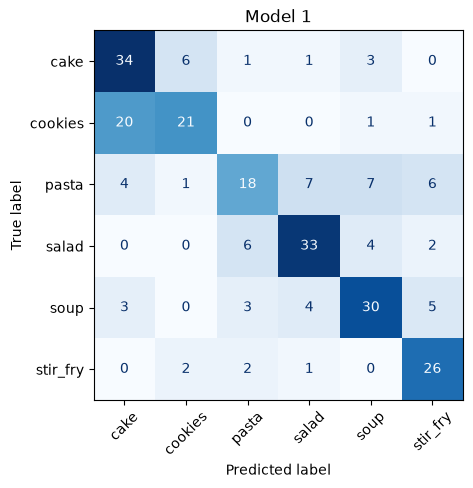 Model 1
True label
cake 34 6 1 1 3 0
cookies 20 21 0 0 1 1
pasta 4 1 18 7 7 6
salad 0 0 6 33 4 2
soup 3 0 3 4 30 5
stir_fry 0 2 2 1 0 26
cake cookies pasta salad soup stir_fry
Predicted label